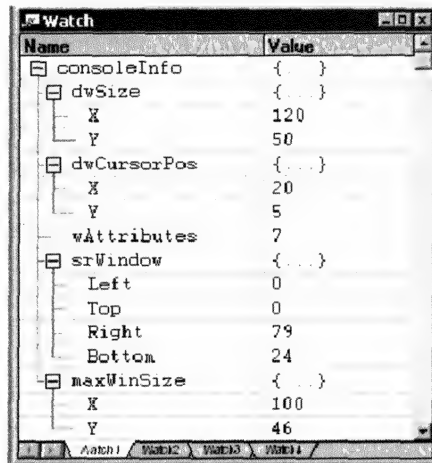 Watch
Name Value
consoleInfo {...}
dwSize {...}
X 120
Y 50
dwCursorPos {...}
X 20
Y 5
wAttributes 7
srWindow {...}
Left 0
Top 0
Right 79
Bottom 24
maxWinSize {...}
X 100
Y 46
Watch1 Watch2 Watch3 Watch4